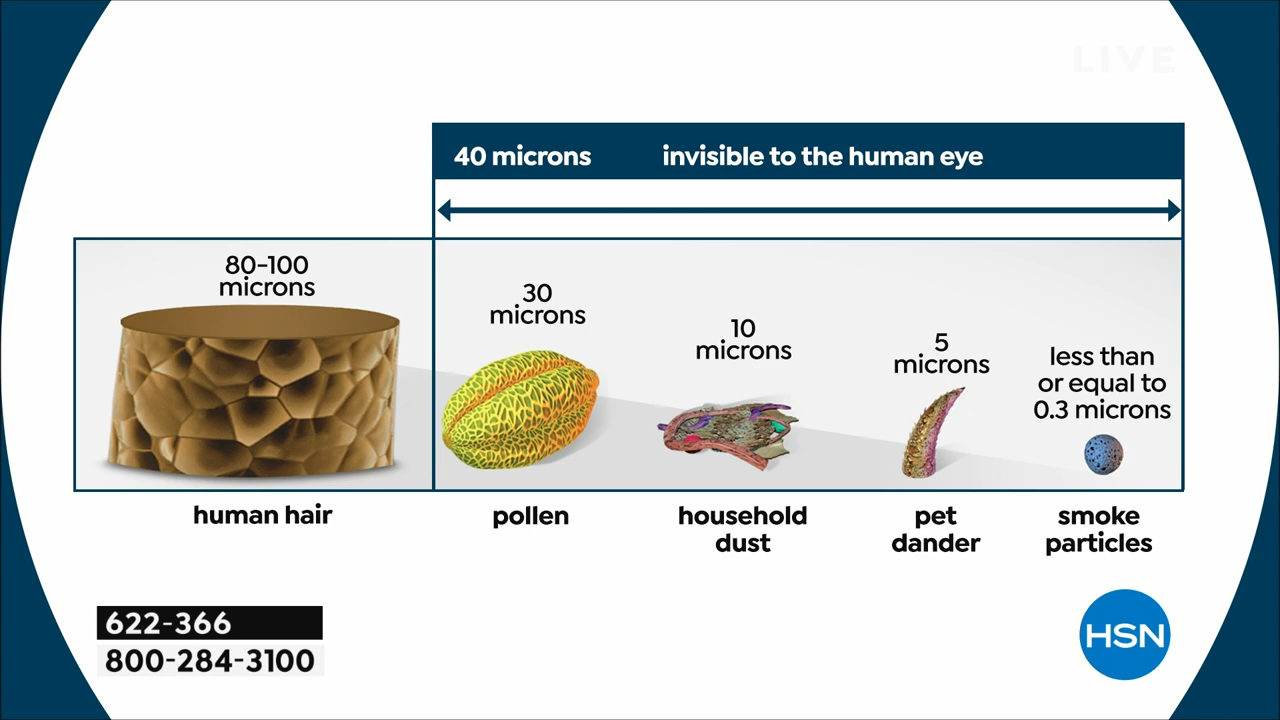 LIVE
40 microns invisible to the human eye
80-100
microns
30
microns
10
microns
5
microns
less than
or equal to
0.3 microns
human hair
pollen
household
dust
pet
dander
smoke
particles
622-366
800-284-3100
HSN